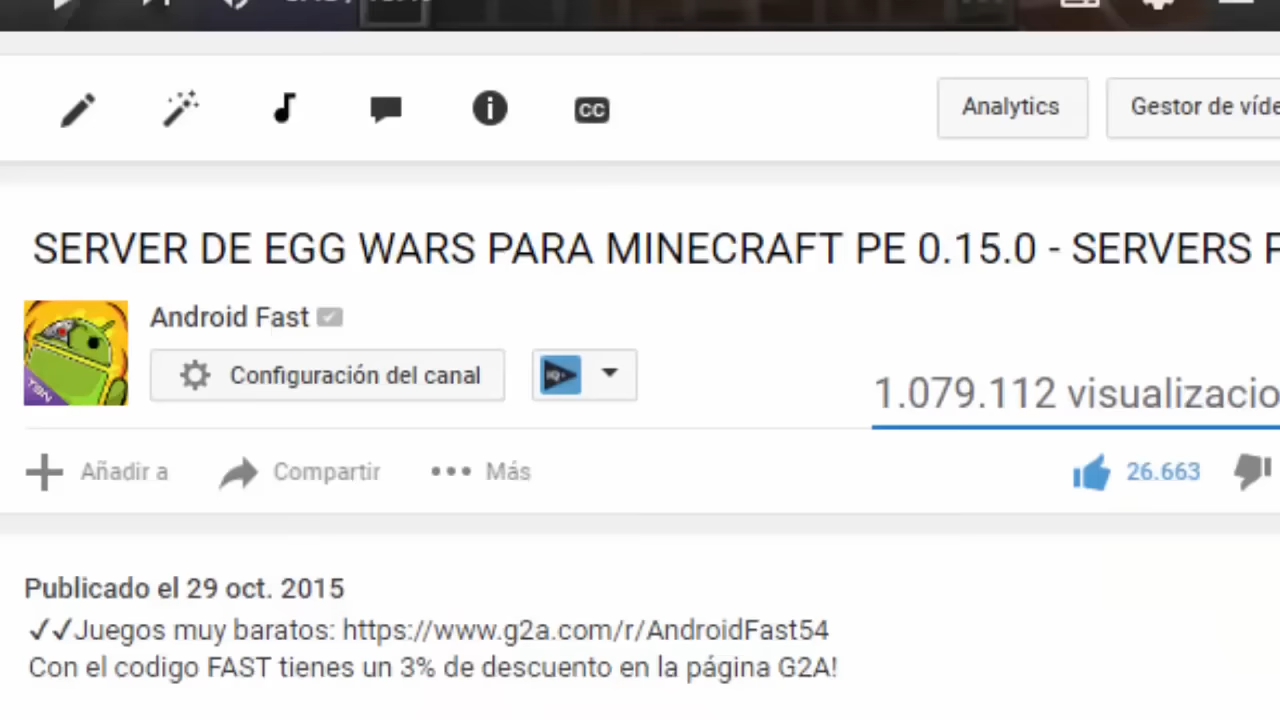 CC
Analytics
Gestor de víde
SERVER DE EGG WARS PARA MINECRAFT PE 0.15.0 - SERVERS P
Android Fast
TGN
Configuración del canal
1.079.112 visualizacio
Añadir a
Compartir
Más
26.663
Publicado el 29 oct. 2015
✓✓Juegos muy baratos: https://www.g2a.com/r/AndroidFast54
Con el codigo FAST tienes un 3% de descuento en la página G2A!